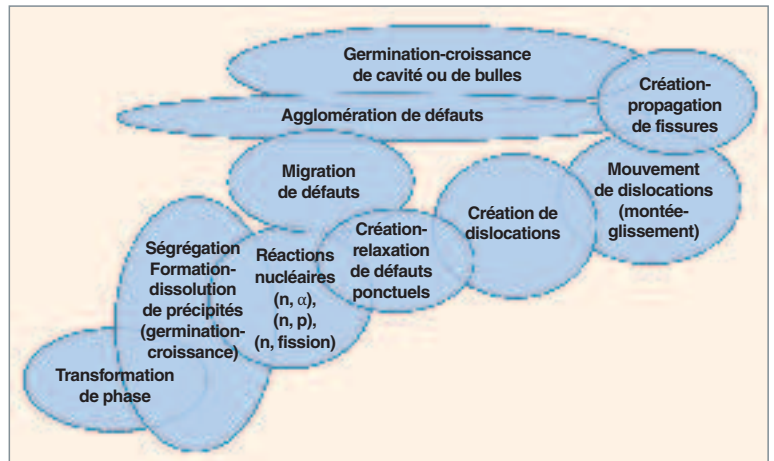 Germination-croissance
de cavité ou de bulles
Création-
propagation
de fissures
Agglomération de défauts
Migration
de défauts
Mouvement
de dislocations
(montée-
glissement)
Création de
dislocations
Création-
relaxation
de défauts
ponctuels
Ségrégation
Formation-
dissolution
de précipités
(germination-
croissance)
Réactions
nucléaires
(n, α),
(n, p),
(n, fission)
Transformation
de phase